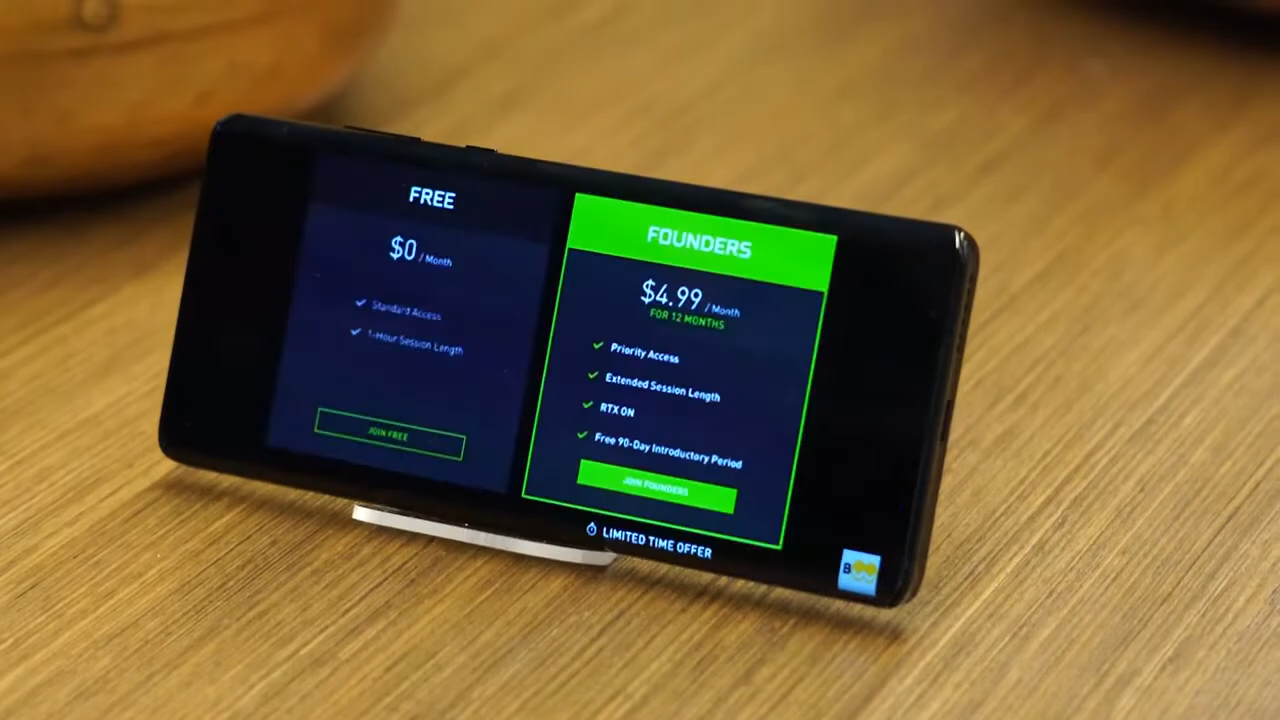 FREE
$0 / Month
Standard Access
1-Hour Session Length
JOIN FREE
FOUNDERS
$4.99 / Month
FOR 12 MONTHS
Priority Access
Extended Session Length
RTX ON
Free 90-Day Introductory Period
JOIN FOUNDERS
LIMITED TIME OFFER
B